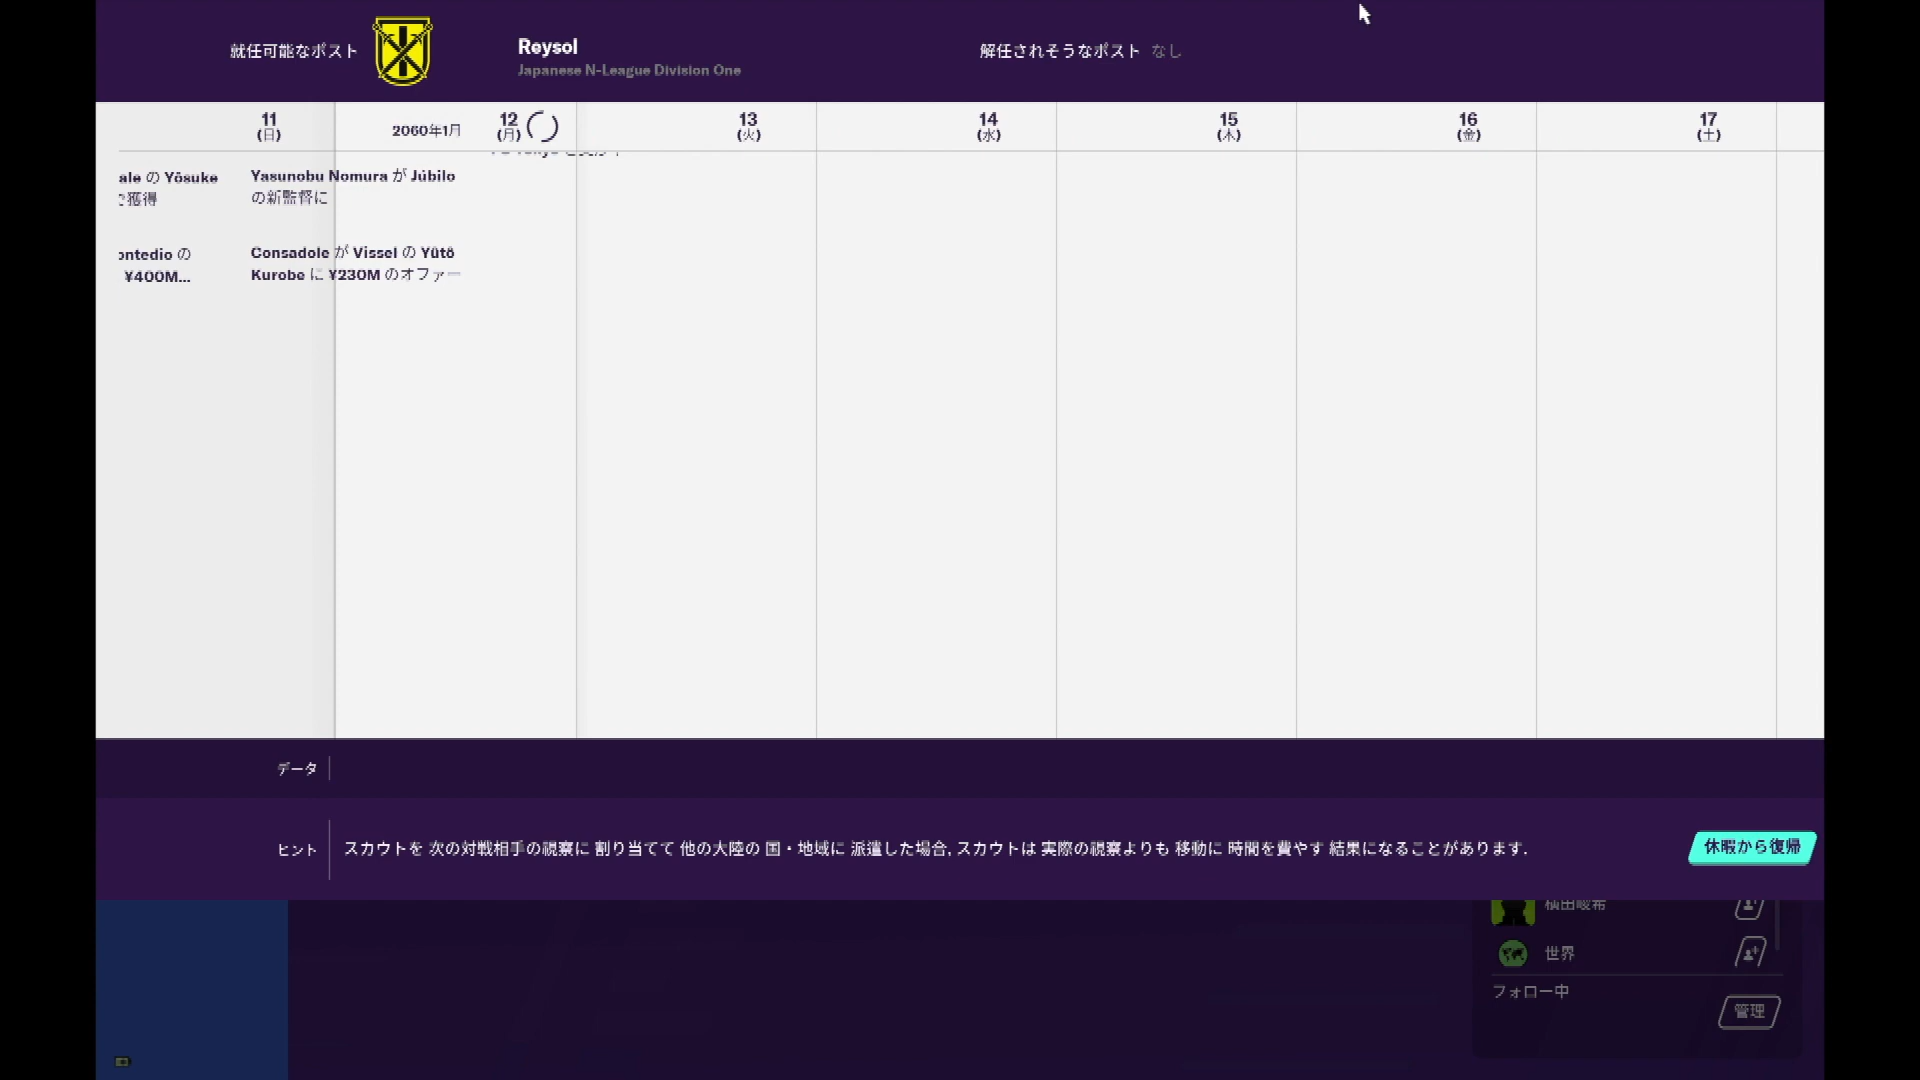 就任可能なポスト
Reysol
Japanese N-League Division One
解任されそうなポスト なし
11
(日)
2060年1月
12
(月)
13
(火)
14
(水)
15
(木)
16
(金)
17
(土)
ale の Yōsuke
で獲得
Yasunobu Nomura が Júbilo
の新監督に
ontedio の
¥400M...
Consadole が Vissel の Yūtō
Kurobe に ¥230M のオファー
データ
ヒント
スカウトを 次の対戦相手の視察に 割り当てて 他の大陸の 国・地域に 派遣した場合, スカウトは 実際の視察よりも 移動に 時間を費やす 結果になることがあります.
休暇から復帰
横田峻希
世界
フォロー中
管理